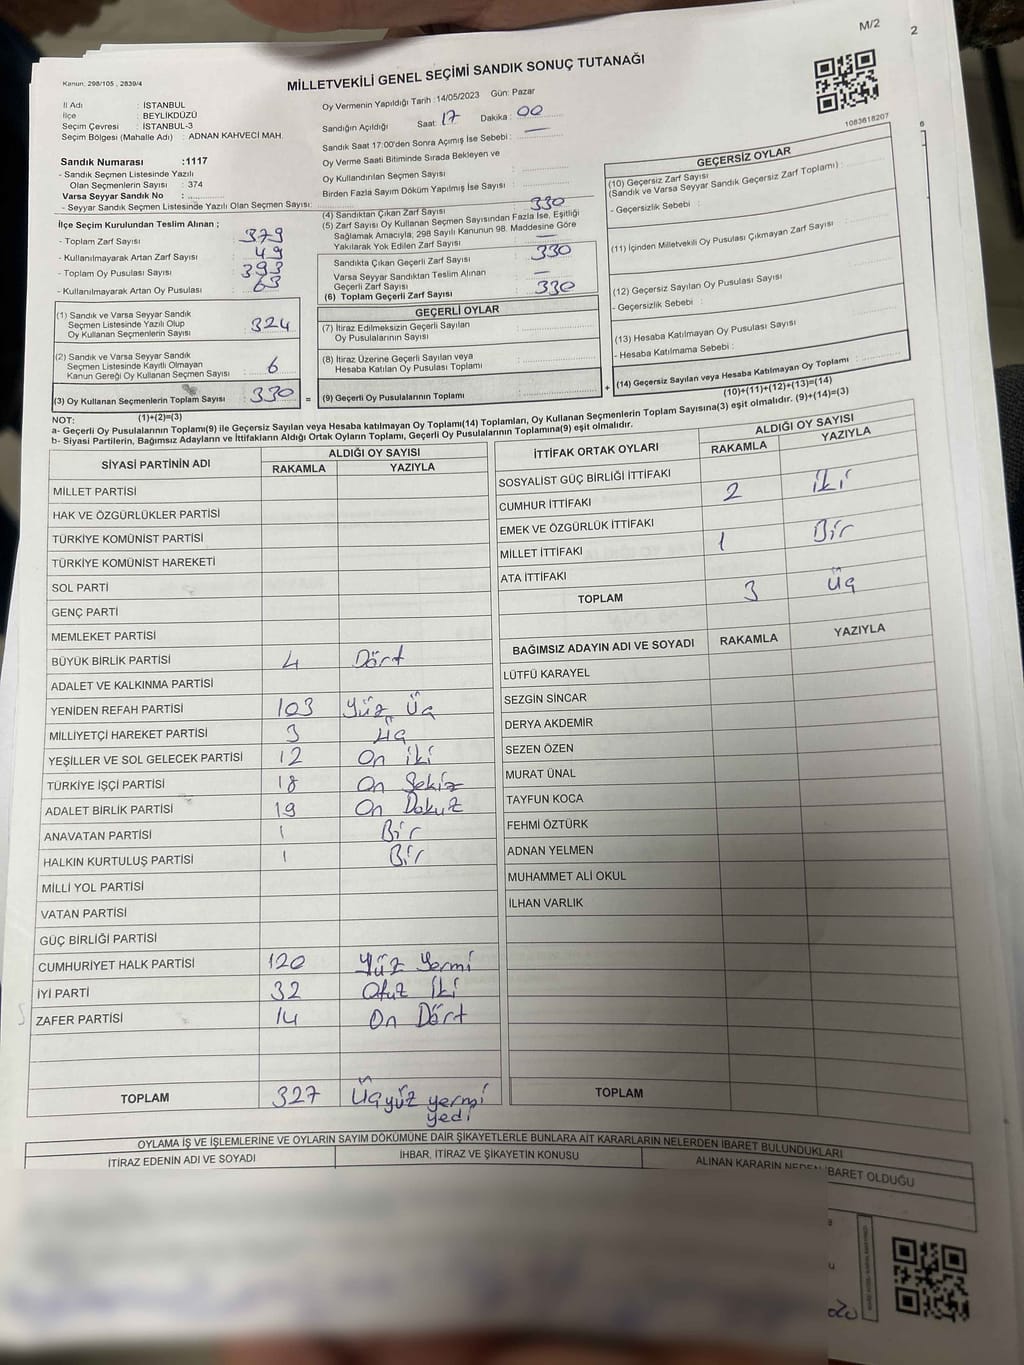 M/2
2
Kanun; 298/105 , 2839/4
MİLLETVEKİLİ GENEL SEÇİMİ SANDIK SONUÇ TUTANAĞI
İl Adı : İSTANBUL
İlçe : BEYLİKDÜZÜ
Seçim Çevresi : İSTANBUL-3
Seçim Bölgesi (Mahalle Adı) : ADNAN KAHVECİ MAH.
Oy Vermenin Yapıldığı Tarih : 14/05/2023 Gün: Pazar
Sandığın Açıldığı Saat: 17 Dakika : 00
Sandık Saat 17:00'den Sonra Açımış İse Sebebi : —
Oy Verme Saati Bitiminde Sırada Bekleyen ve
Oy Kullandırılan Seçmen Sayısı :
Birden Fazla Sayım Döküm Yapılmış İse Sayısı :
1083618207
Sandık Numarası : 1117
- Sandık Seçmen Listesinde Yazılı
Olan Seçmenlerin Sayısı : 374
Varsa Seyyar Sandık No :
- Seyyar Sandık Seçmen Listesinde Yazılı Olan Seçmen Sayısı:
İlçe Seçim Kurulundan Teslim Alınan ;
- Toplam Zarf Sayısı : 379
- Kullanılmayarak Artan Zarf Sayısı : 49
- Toplam Oy Pusulası Sayısı : 393
- Kullanılmayarak Artan Oy Pusulası : 63
(1) Sandık ve Varsa Seyyar Sandık
Seçmen Listesinde Yazılı Olup
Oy Kullanan Seçmenlerin Sayısı : 324
(2) Sandık ve Varsa Seyyar Sandık
Seçmen Listesinde Kayıtlı Olmayan
Kanun Gereği Oy Kullanan Seçmen Sayısı : 6
(3) Oy Kullanan Seçmenlerin Toplam Sayısı : 330
(1)+(2)=(3)
(4) Sandıktan Çıkan Zarf Sayısı : 330
(5) Zarf Sayısı Oy Kullanan Seçmen Sayısından Fazla İse, Eşitliği
Sağlamak Amacıyla, 298 Sayılı Kanunun 98. Maddesine Göre
Yakılarak Yok Edilen Zarf Sayısı : —
Sandıkta Çıkan Geçerli Zarf Sayısı : 330
Varsa Seyyar Sandıktan Teslim Alınan
Geçerli Zarf Sayısı : —
(6) Toplam Geçerli Zarf Sayısı : 330
GEÇERLİ OYLAR
(7) İtiraz Edilmeksizin Geçerli Sayılan
Oy Pusulalarının Sayısı :
(8) İtiraz Üzerine Geçerli Sayılan veya
Hesaba Katılan Oy Pusulası Toplamı :
= (9) Geçerli Oy Pusulalarının Toplamı :
GEÇERSİZ OYLAR
(10) Geçersiz Zarf Sayısı
(Sandık ve Varsa Seyyar Sandık Geçersiz Zarf Toplamı) :
- Geçersizlik Sebebi :
(11) İçinden Milletvekili Oy Pusulası Çıkmayan Zarf Sayısı
(12) Geçersiz Sayılan Oy Pusulası Sayısı
- Geçersizlik Sebebi :
(13) Hesaba Katılmayan Oy Pusulası Sayısı
- Hesaba Katılmama Sebebi :
+ (14) Geçersiz Sayılan veya Hesaba Katılmayan Oy Toplamı :
(10)+(11)+(12)+(13)=(14)
NOT:
a- Geçerli Oy Pusulalarının Toplamı(9) ile Geçersiz Sayılan veya Hesaba katılmayan Oy Toplamı(14) Toplamları, Oy Kullanan Seçmenlerin Toplam Sayısına(3) eşit olmalıdır. (9)+(14)=(3)
b- Siyasi Partilerin, Bağımsız Adayların ve İttifakların Aldığı Ortak Oyların Toplamı, Geçerli Oy Pusulalarının Toplamına(9) eşit olmalıdır.
SİYASİ PARTİNİN ADI
ALDIĞI OY SAYISI
RAKAMLA YAZIYLA
MİLLET PARTİSİ
HAK VE ÖZGÜRLÜKLER PARTİSİ
TÜRKİYE KOMÜNİST PARTİSİ
TÜRKİYE KOMÜNİST HAREKETİ
SOL PARTİ
GENÇ PARTİ
MEMLEKET PARTİSİ
BÜYÜK BİRLİK PARTİSİ 4 Dört
ADALET VE KALKINMA PARTİSİ
YENİDEN REFAH PARTİSİ 103 Yüz Üç
MİLLİYETÇİ HAREKET PARTİSİ 3 Üç
YEŞİLLER VE SOL GELECEK PARTİSİ 12 On İki
TÜRKİYE İŞÇİ PARTİSİ 18 On Sekiz
ADALET BİRLİK PARTİSİ 19 On Dokuz
ANAVATAN PARTİSİ 1 Bir
HALKIN KURTULUŞ PARTİSİ 1 Bir
MİLLİ YOL PARTİSİ
VATAN PARTİSİ
GÜÇ BİRLİĞİ PARTİSİ
CUMHURİYET HALK PARTİSİ 120 Yüz Yermi
İYİ PARTİ 32 Otuz İki
ZAFER PARTİSİ 14 On Dört
TOPLAM 327 Üçyüz yermi
yedi
İTTİFAK ORTAK OYLARI
ALDIĞI OY SAYISI
RAKAMLA YAZIYLA
SOSYALİST GÜÇ BİRLİĞİ İTTİFAKI
CUMHUR İTTİFAKI 2 İki
EMEK VE ÖZGÜRLÜK İTTİFAKI
MİLLET İTTİFAKI 1 Bir
ATA İTTİFAKI
TOPLAM 3 Üç
BAĞIMSIZ ADAYIN ADI VE SOYADI RAKAMLA YAZIYLA
LÜTFÜ KARAYEL
SEZGİN SİNCAR
DERYA AKDEMİR
SEZEN ÖZEN
MURAT ÜNAL
TAYFUN KOCA
FEHMİ ÖZTÜRK
ADNAN YELMEN
MUHAMMET ALİ OKUL
İLHAN VARLIK
TOPLAM
OYLAMA İŞ VE İŞLEMLERİNE VE OYLARIN SAYIM DÖKÜMÜNE DAİR ŞİKAYETLERLE BUNLARA AİT KARARLARIN NELERDEN İBARET BULUNDUKLARI
İTİRAZ EDENİN ADI VE SOYADI
İHBAR, İTİRAZ VE ŞİKAYETİN KONUSU
ALINAN KARARIN NEDEN İBARET OLDUĞU